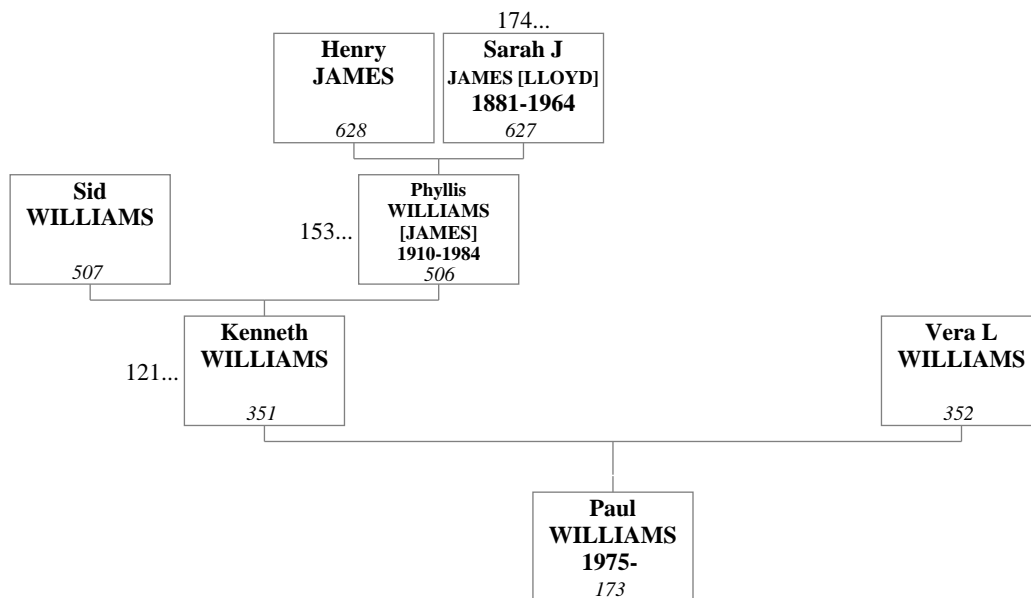 174...
Henry
JAMES
628
Sarah J
JAMES [LLOYD]
1881-1964
627
Sid
WILLIAMS
507
153...
Phyllis
WILLIAMS
[JAMES]
1910-1984
506
121...
Kenneth
WILLIAMS
351
Vera L
WILLIAMS
352
Paul
WILLIAMS
1975-
173